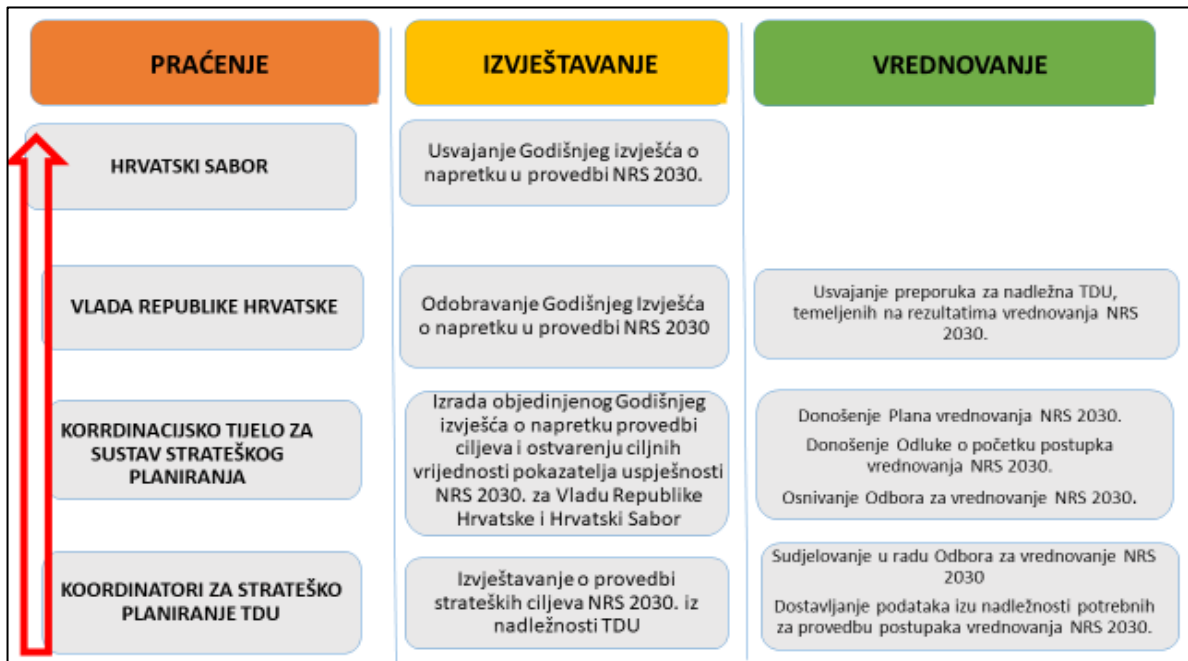 PRAĆENJE
IZVJEŠTAVANJE
VREDNOVANJE
HRVATSKI SABOR
Usvajanje Godišnjeg izvješća o
napretku u provedbi NRS 2030.
VLADA REPUBLIKE HRVATSKE
Odobravanje Godišnjeg Izvješća
o napretku u provedbi NRS 2030
Usvajanje preporuka za nadležna TDU,
temeljenih na rezultatima vrednovanja NRS
2030.
KORRDINACIJSKO TIJELO ZA
SUSTAV STRATEŠKOG
PLANIRANJA
Izrada objedinjenog Godišnjeg
izvješća o napretku provedbi
ciljeva i ostvarenju ciljnih
vrijednosti pokazatelja uspješnosti
NRS 2030. za Vladu Republike
Hrvatske i Hrvatski Sabor
Donošenje Plana vrednovanja NRS 2030.
Donošenje Odluke o početku postupka
vrednovanja NRS 2030.
Osnivanje Odbora za vrednovanje NRS 2030.
KOORDINATORI ZA STRATEŠKO
PLANIRANJE TDU
Izvještavanje o provedbi
strateških ciljeva NRS 2030. iz
nadležnosti TDU
Sudjelovanje u radu Odbora za vrednovanje NRS
2030
Dostavljanje podataka izu nadležnosti potrebnih
za provedbu postupaka vrednovanja NRS 2030.